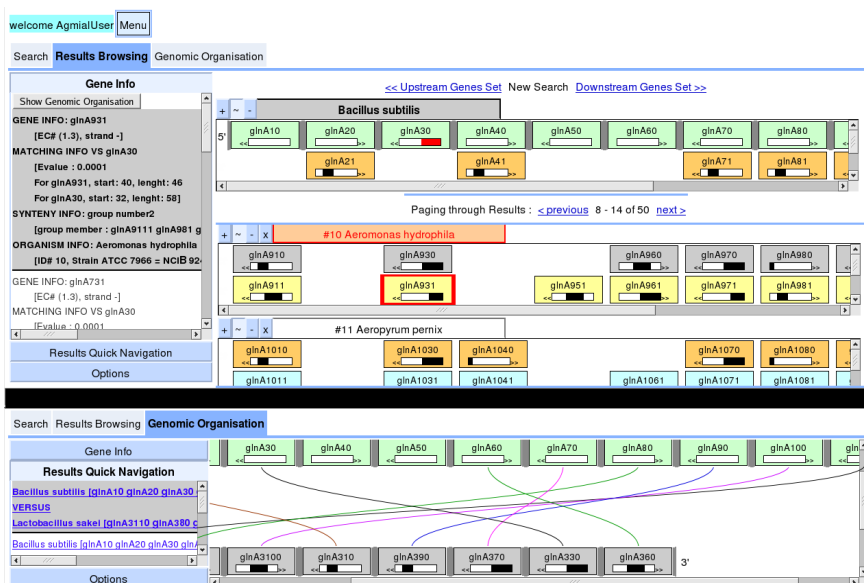 welcome AgmialUser Menu
Search Results Browsing Genomic Organisation
Gene Info
Show Genomic Organisation
GENE INFO: glnA931
[EC# (1.3), strand -]
MATCHING INFO VS glnA30
[Evalue : 0.0001
For glnA931, start: 40, lenght: 46
For glnA30, start: 32, lenght: 58]
SYNTENY INFO: group number2
[group member : glnA9111 glnA981 g
ORGANISM INFO: Aeromonas hydrophila
[ID# 10, Strain ATCC 7966 = NCIB 92
GENE INFO: glnA731
[EC# (1.3), strand -]
MATCHING INFO VS glnA30
[Evalue : 0.0001
Results Quick Navigation
Options
<< Upstream Genes Set New Search Downstream Genes Set >>
+ ~ - Bacillus subtilis
5' glnA10 glnA20 glnA30 glnA40 glnA50 glnA60 glnA70 glnA80
<< >> << >> << << >> << >>
glnA21 glnA41 glnA71 glnA81
<< >> << >>
Paging through Results : < previous 8 - 14 of 50 next >
+ ~ - x #10 Aeromonas hydrophila
glnA910 glnA930 glnA960 glnA970 glnA980
glnA911 glnA931 glnA951 glnA961 glnA971 glnA981
+ ~ - x #11 Aeropyrum pernix
glnA1010 glnA1030 glnA1040 glnA1070 glnA1080
glnA1011 glnA1031 glnA1041 glnA1061 glnA1071 glnA1081
Search Results Browsing Genomic Organisation
Gene Info
Results Quick Navigation
Bacillus subtilis [glnA10 glnA20 glnA30
VERSUS
Lactobacillus sakei [glnA3110 glnA380 g
Bacillus subtilis [glnA10 glnA20 glnA30 glnA
Options
glnA30 glnA40 glnA50 glnA60 glnA70 glnA80 glnA90 glnA100 gln
glnA3100 glnA310 glnA390 glnA370 glnA330 glnA360 3'